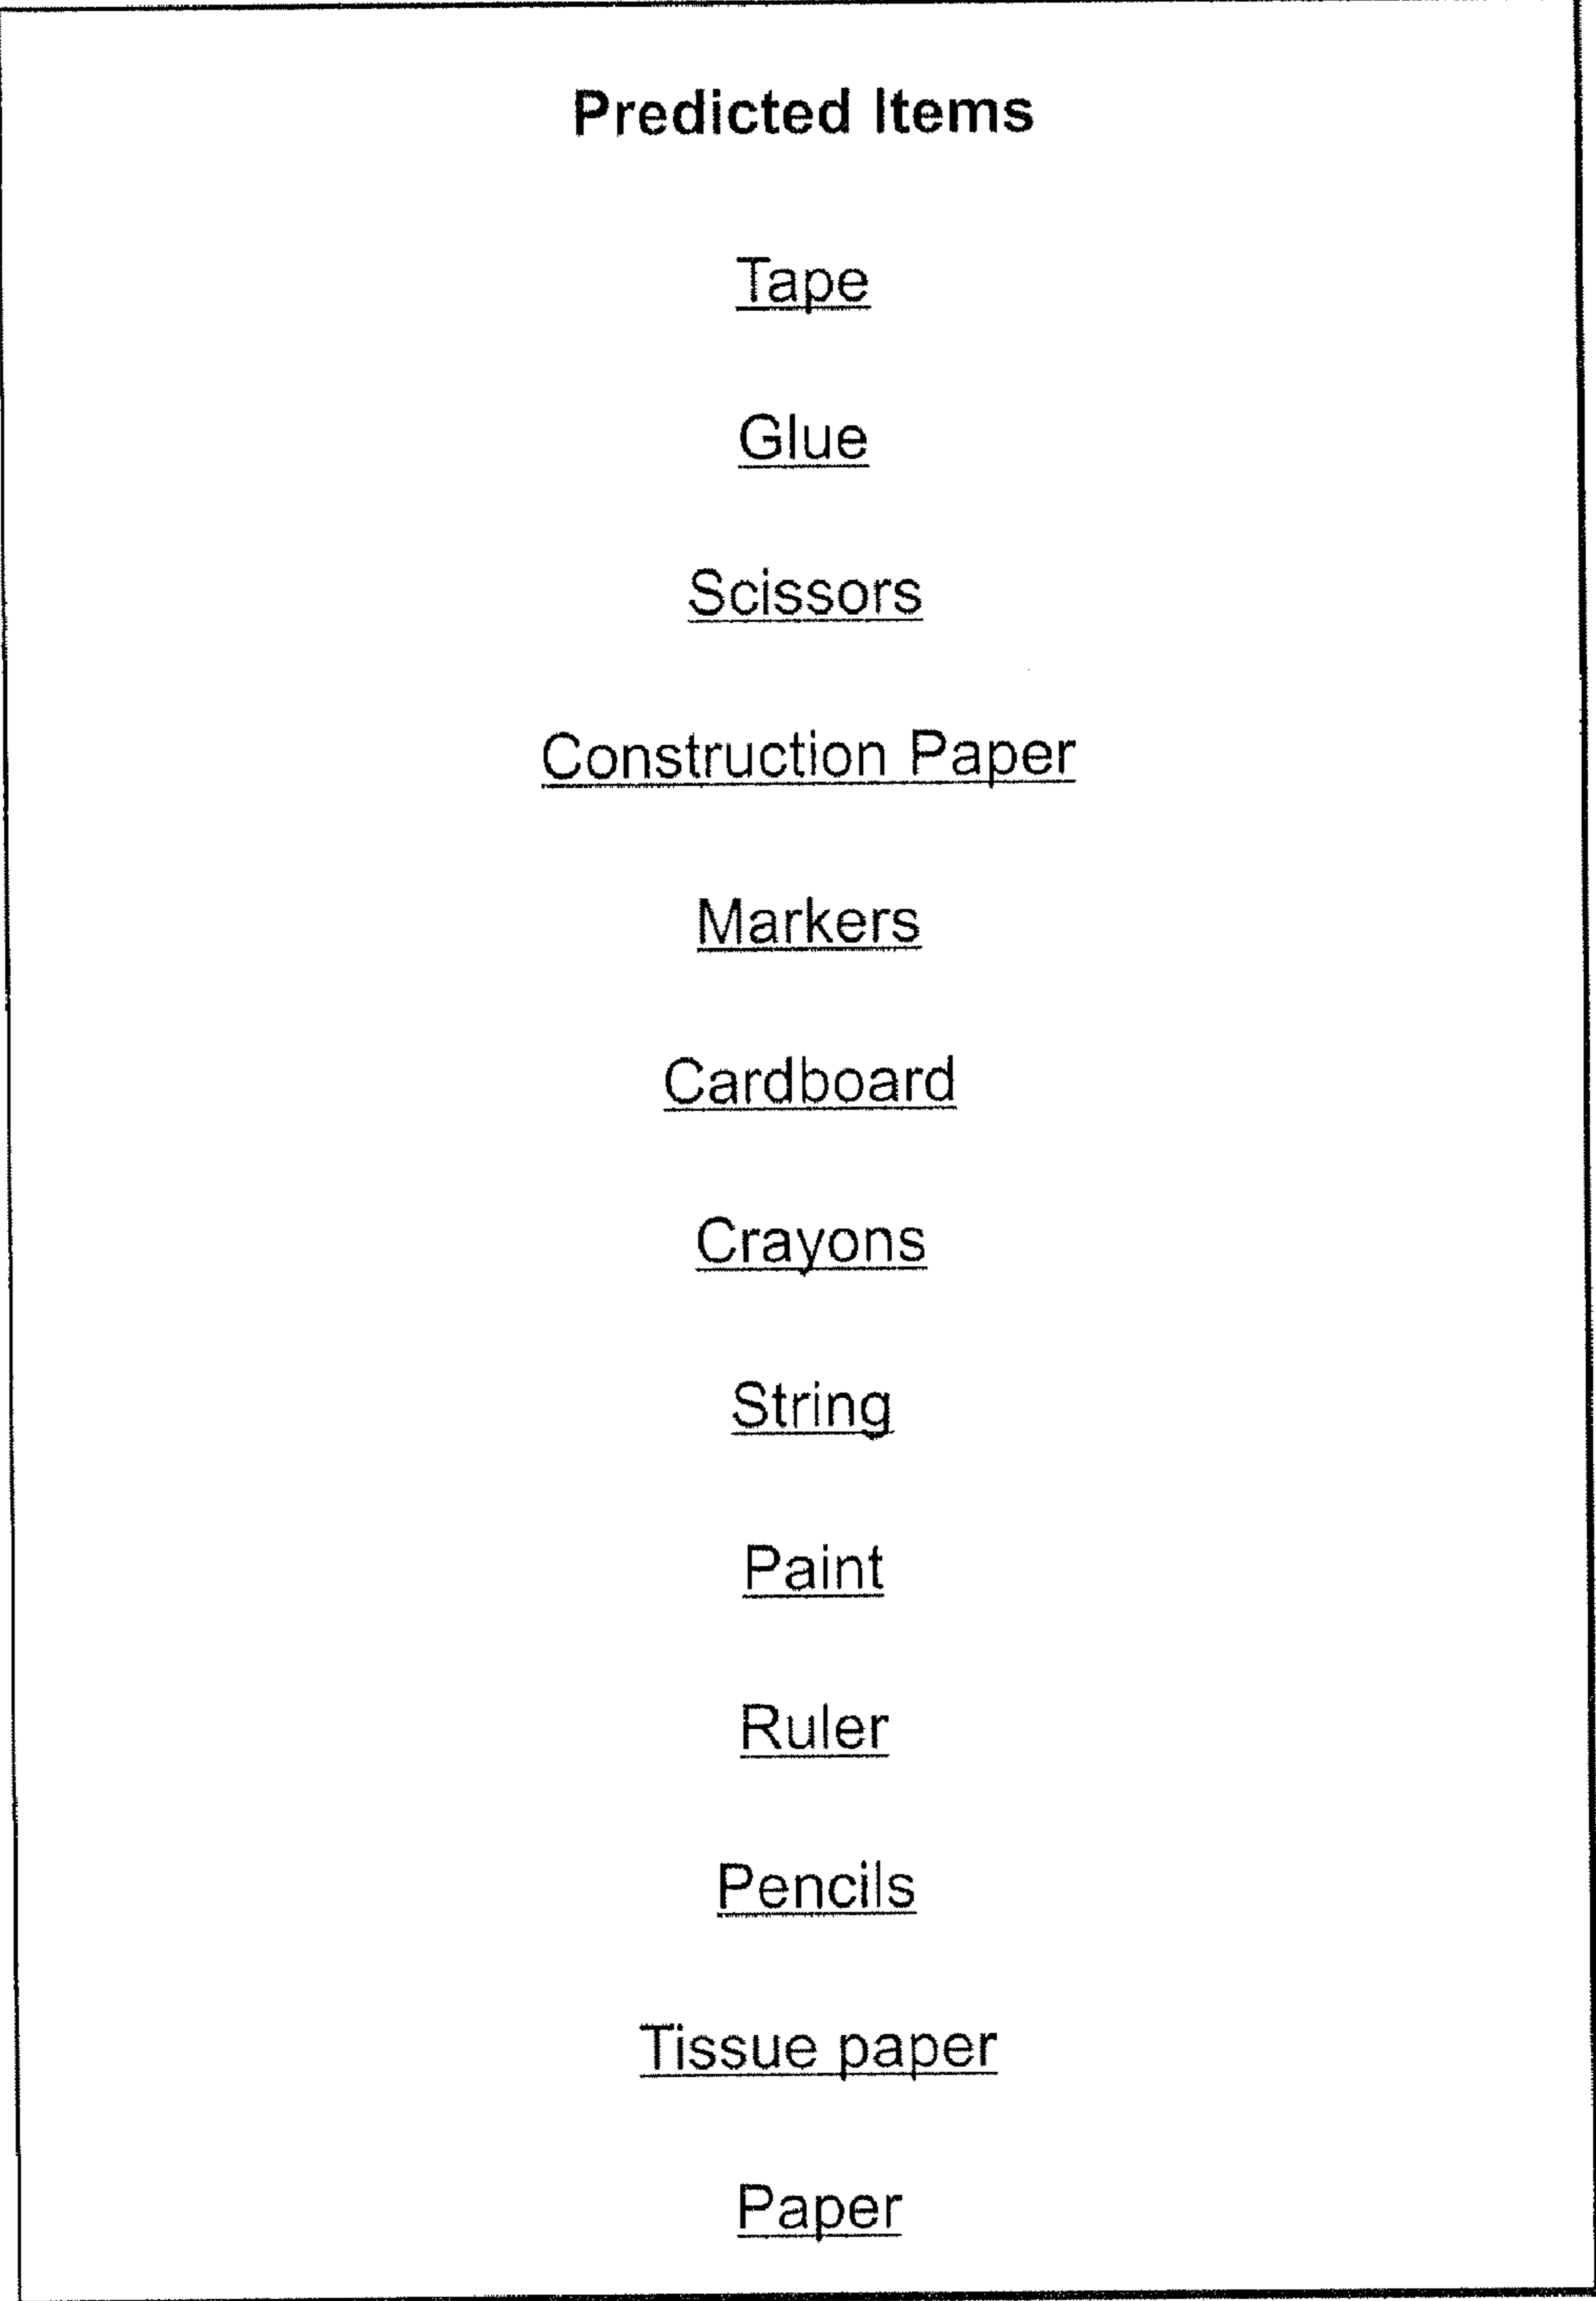 Predicted Items
Tape
Glue
Scissors
Construction Paper
Markers
Cardboard
Crayons
String
Paint
Ruler
Pencils
Tissue paper
Paper